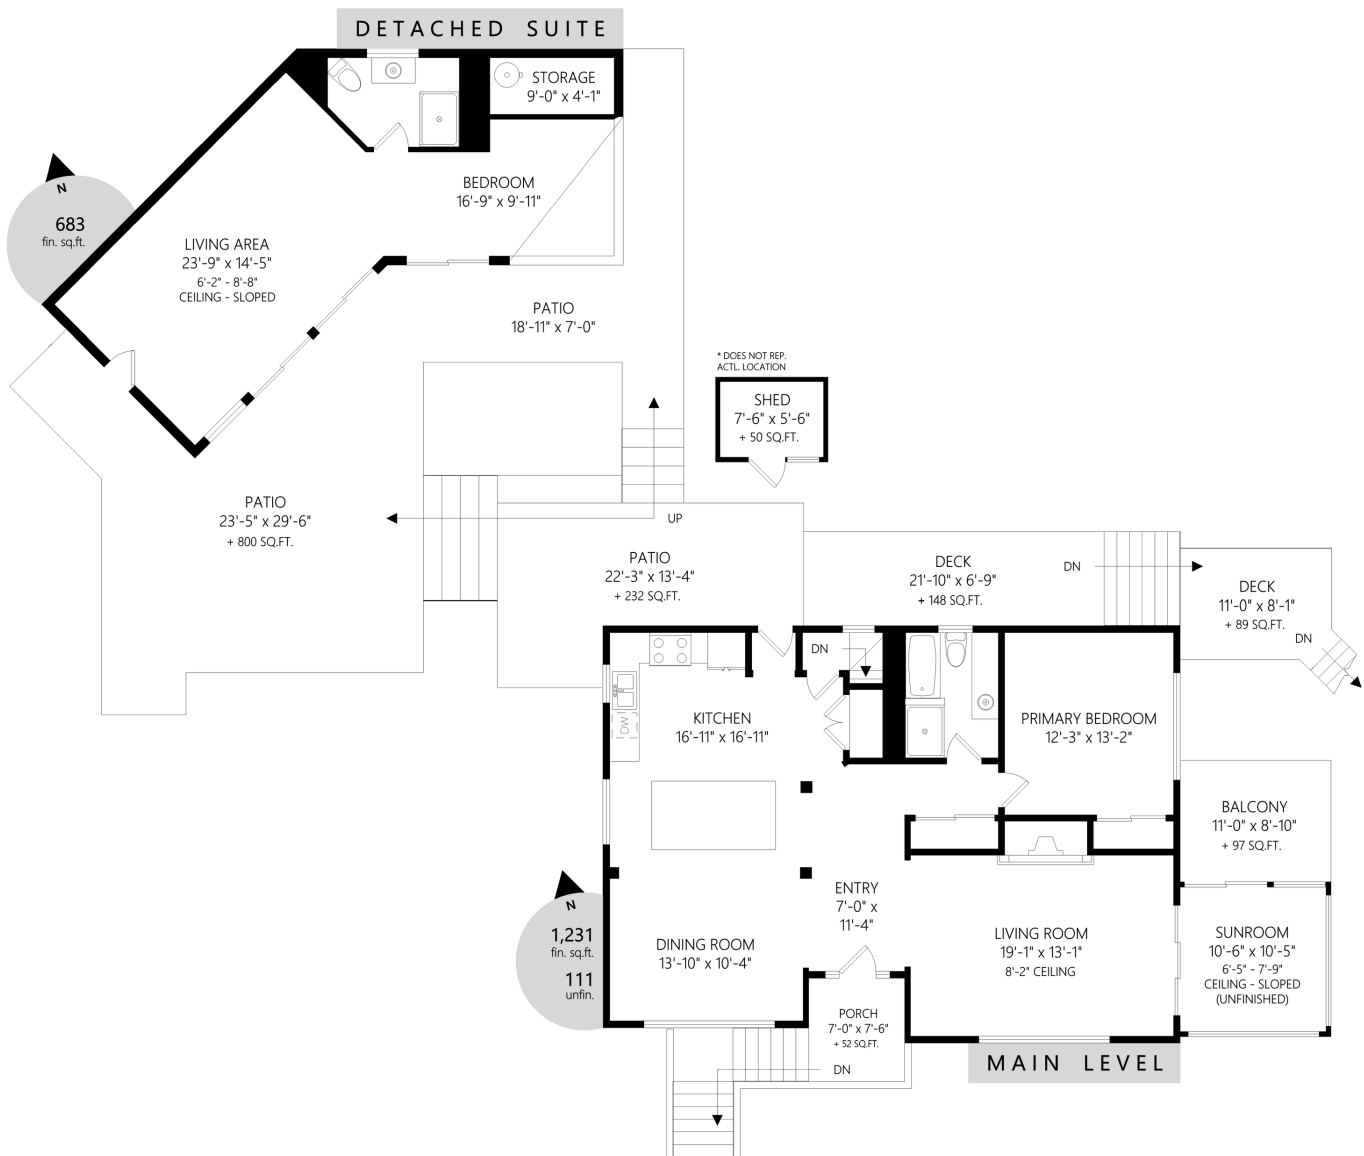 DETACHED SUITE
STORAGE
9'-0" x 4'-1"
BEDROOM
16'-9" x 9'-11"
N
683
fin. sq.ft.
LIVING AREA
23'-9" x 14'-5"
6'-2" - 8'-8"
CEILING - SLOPED
PATIO
18'-11" x 7'-0"
* DOES NOT REP.
ACTL. LOCATION
SHED
7'-6" x 5'-6"
+ 50 SQ.FT.
PATIO
23'-5" x 29'-6"
+ 800 SQ.FT.
UP
PATIO
22'-3" x 13'-4"
+ 232 SQ.FT.
DECK
21'-10" x 6'-9"
+ 148 SQ.FT.
DN
DECK
11'-0" x 8'-1"
+ 89 SQ.FT.
DN
DN
KITCHEN
16'-11" x 16'-11"
DW
PRIMARY BEDROOM
12'-3" x 13'-2"
BALCONY
11'-0" x 8'-10"
+ 97 SQ.FT.
N
1,231
fin. sq.ft.
111
unfin.
ENTRY
7'-0" x
11'-4"
DINING ROOM
13'-10" x 10'-4"
LIVING ROOM
19'-1" x 13'-1"
8'-2" CEILING
SUNROOM
10'-6" x 10'-5"
6'-5" - 7'-9"
CEILING - SLOPED
(UNFINISHED)
PORCH
7'-0" x 7'-6"
+ 52 SQ.FT.
DN
MAIN LEVEL